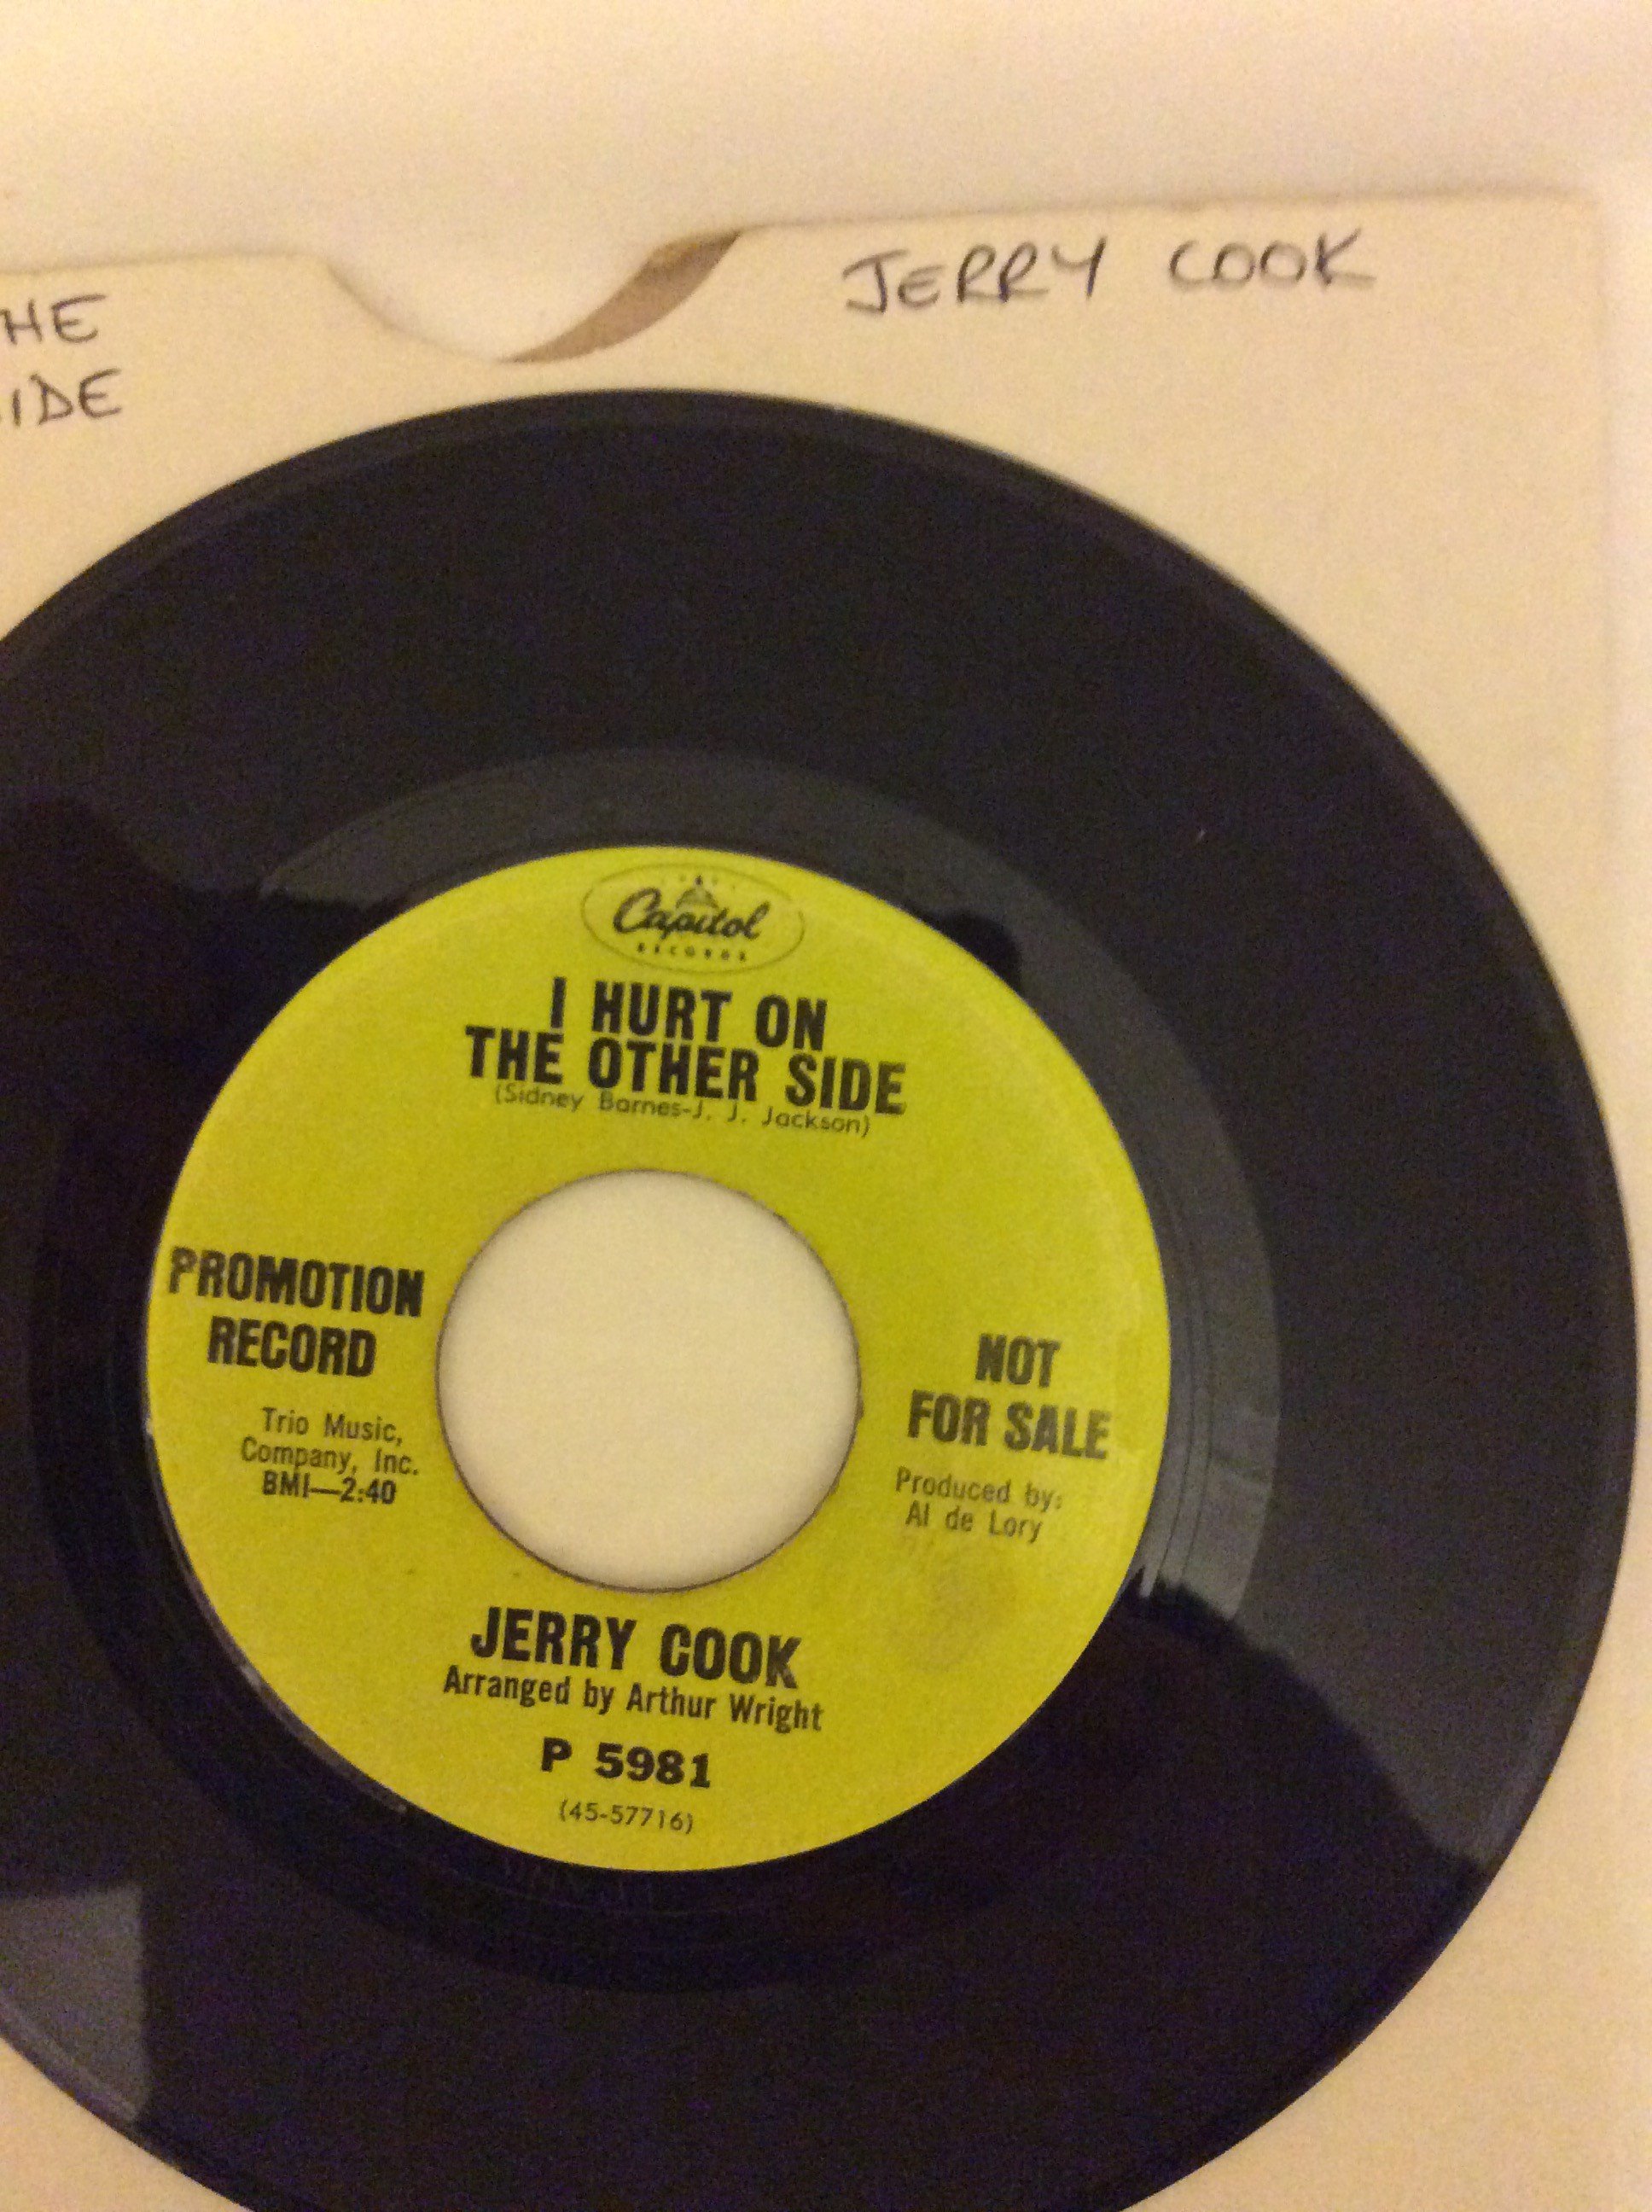 JERRY COOK
HE
IDE
Capitol
RECORDS
I HURT ON
THE OTHER SIDE
(Sidney Barnes-J. J. Jackson)
PROMOTION
RECORD
Trio Music,
Company, Inc.
BMI—2:40
NOT
FOR SALE
Produced by:
Al de Lory
JERRY COOK
Arranged by Arthur Wright
P 5981
(45-57716)